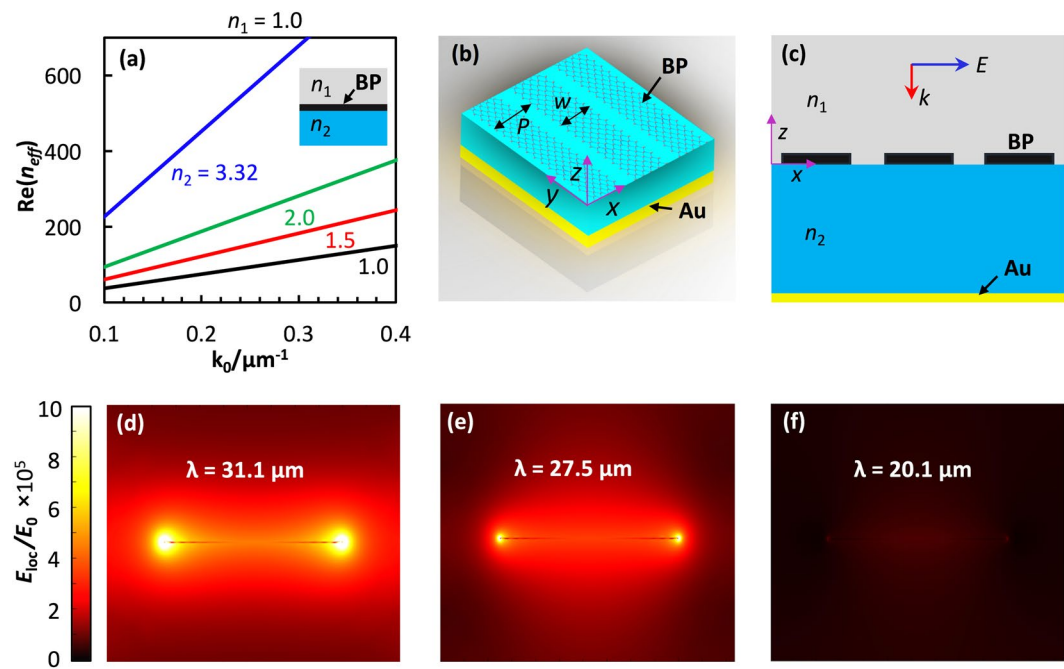 n₁ = 1.0
(a)
600
400
200
0
Re(n_eff)
BP
n₁
n₂
n₂ = 3.32
2.0
1.5
1.0
0.1 0.2 0.3 0.4
k₀/µm⁻¹
(b)
BP
P
w
z
y
x
Au
(c)
E
k
n₁
z
BP
x
n₂
Au
10
8
6
4
2
0
E_loc/E₀ ×10⁵
(d)
λ = 31.1 µm
(e)
λ = 27.5 µm
(f)
λ = 20.1 µm